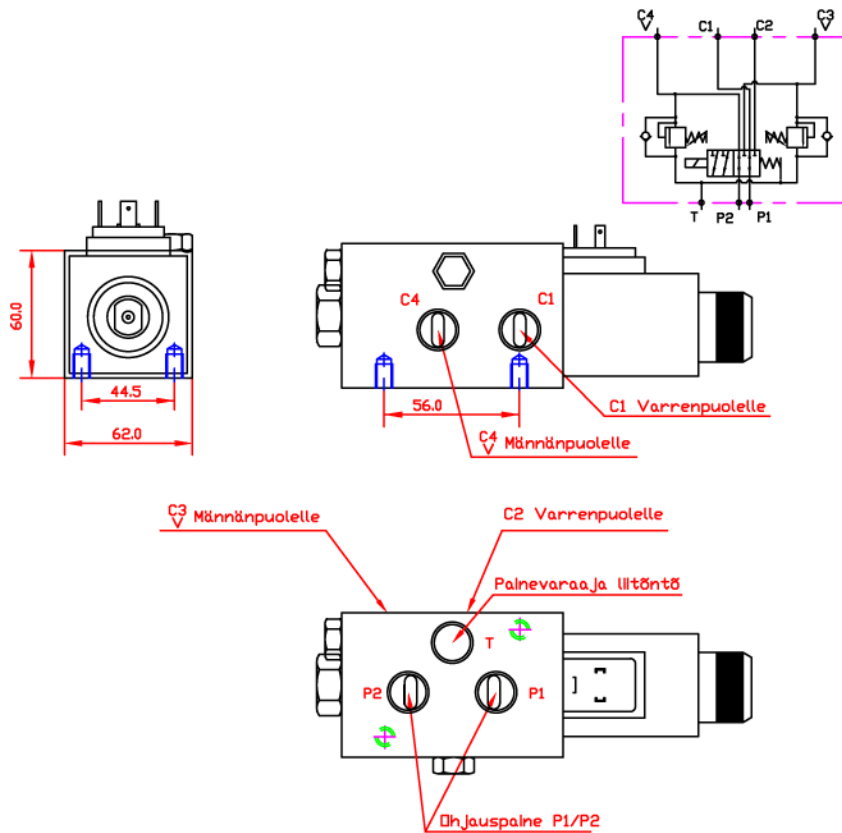 C4 C1 C2 C3
V V
T P2 P1
C4 C1
60.0
44.5
62.0
56.0
C1 Varrenpuolelle
C4
V Männänpuolelle
C3
V Männänpuolelle
C2 Varrenpuolelle
Painevaraaja liitöntö
T
P2 P1
Ohjauspaine P1/P2